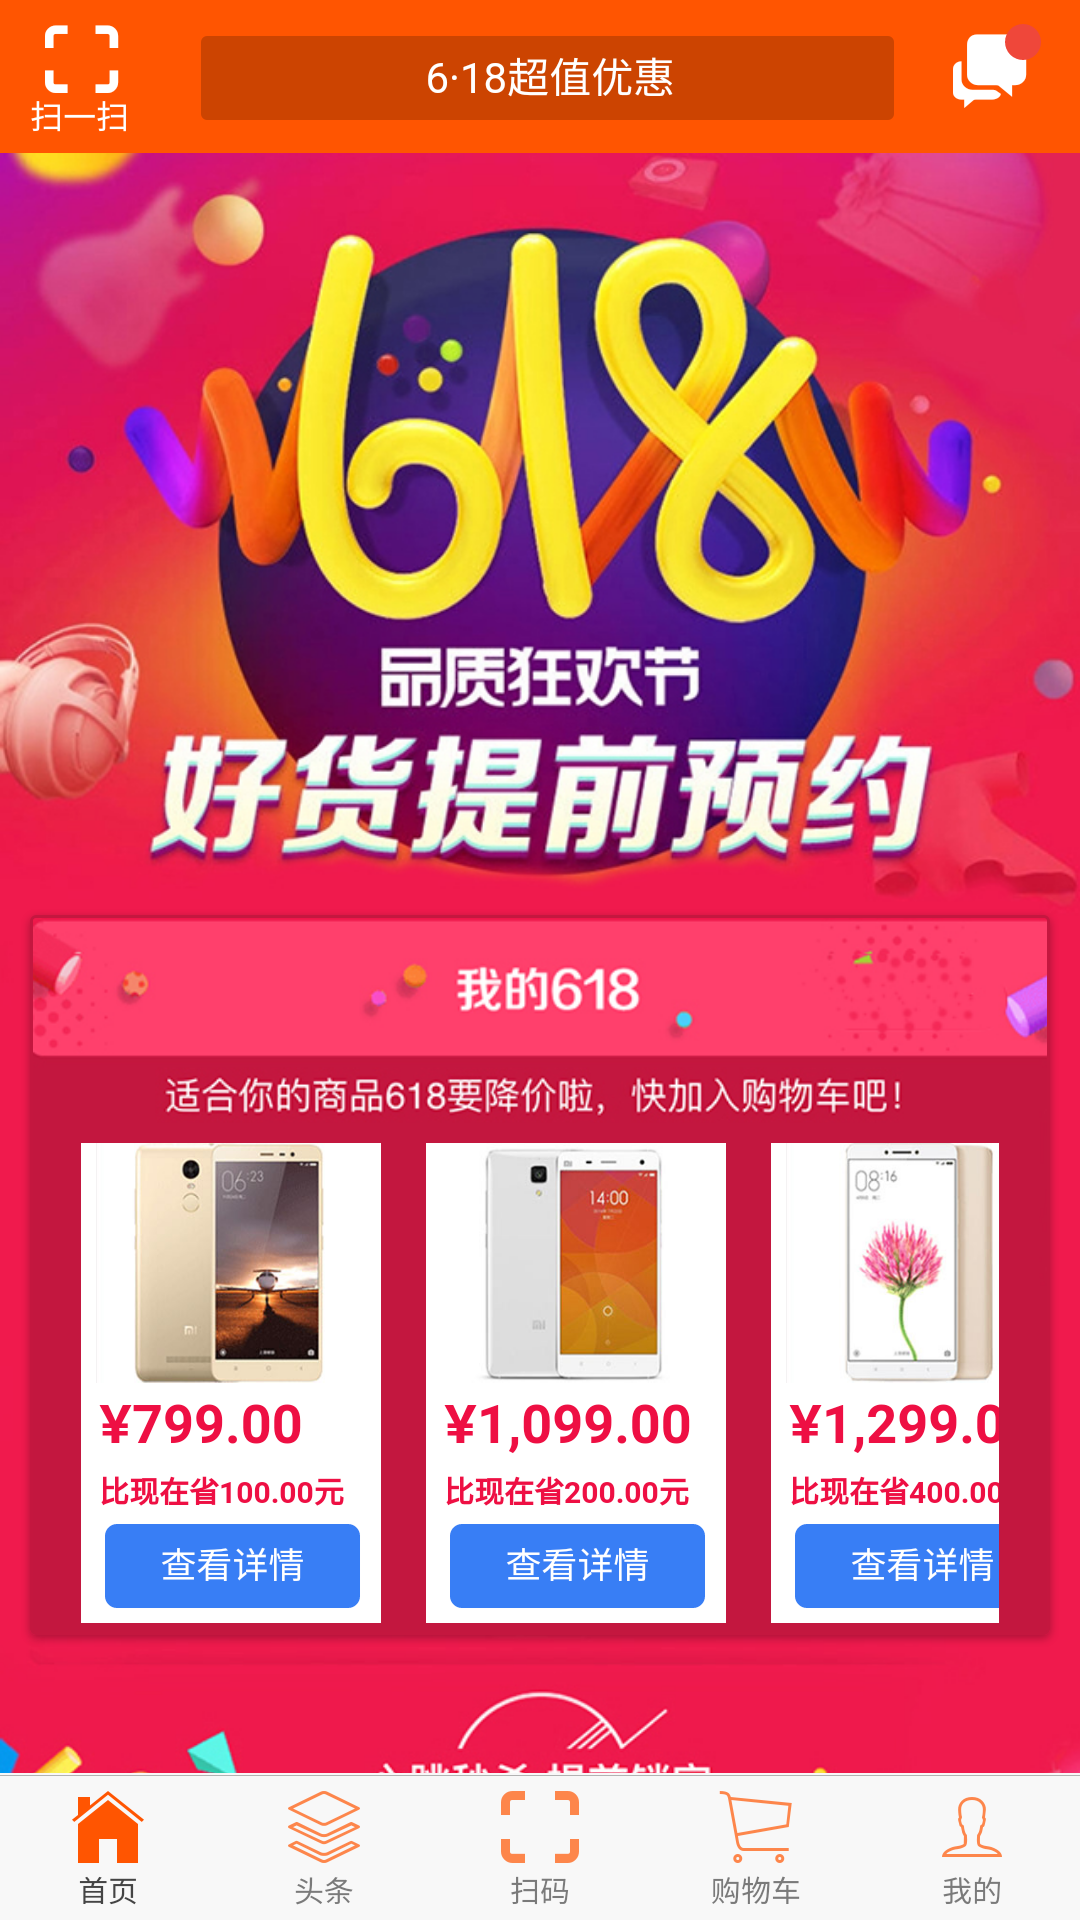 扫一扫
6·18超值优惠
618
品质狂欢节
好货提前预约
我的618
适合你的商品618要降价啦，快加入购物车吧！
06:23
14:00
08:16
¥799.00
¥1,099.00
¥1,299.0
比现在省100.00元
比现在省200.00元
比现在省400.00
查看详情
查看详情
查看详情
首页
头条
扫码
购物车
我的